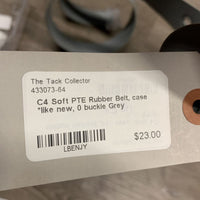 The Tack Collector
433073-84
C4 Soft PTE Rubber Belt, case
*like new, 0 buckle Grey
LBENJY
$23.00